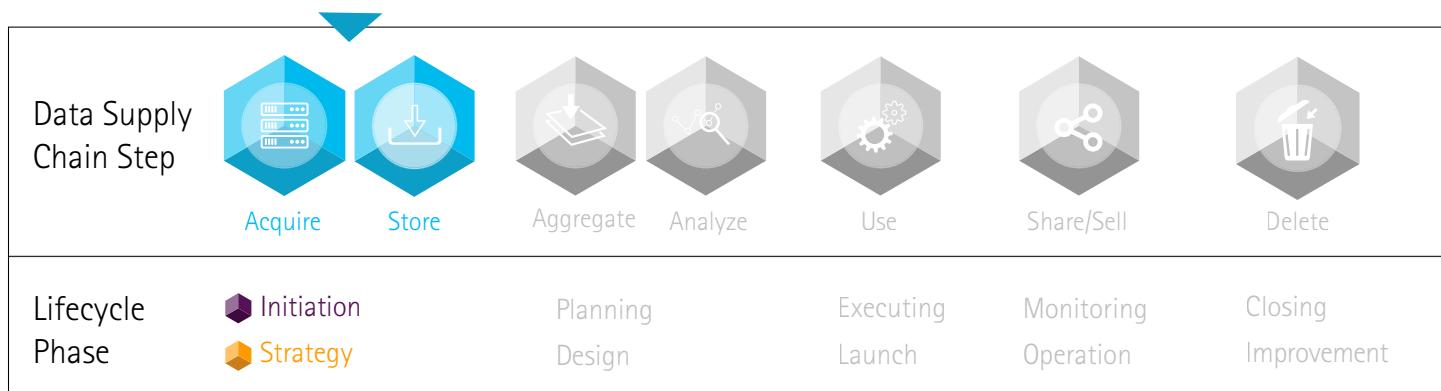 Data Supply
Chain Step
Acquire
Store
Aggregate
Analyze
Use
Share/Sell
Delete
Lifecycle
Phase
Initiation
Planning
Executing
Monitoring
Closing
Strategy
Design
Launch
Operation
Improvement